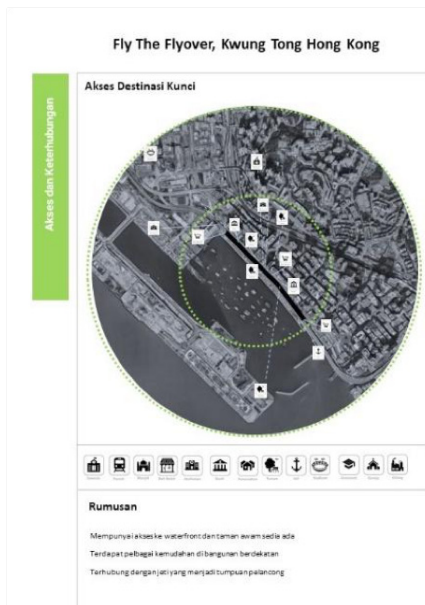 Fly The Flyover, Kwung Tong Hong Kong
Akses dan Keterhubungan
Akses Destinasi Kunci
Rumusan
Mempunyai akses ke waterfront dan taman awam sedia ada
Terdapat pelbagai kemudahan di bangunan berdekatan
Terhubung dengan jeti yang menjadi tumpuan pelancong